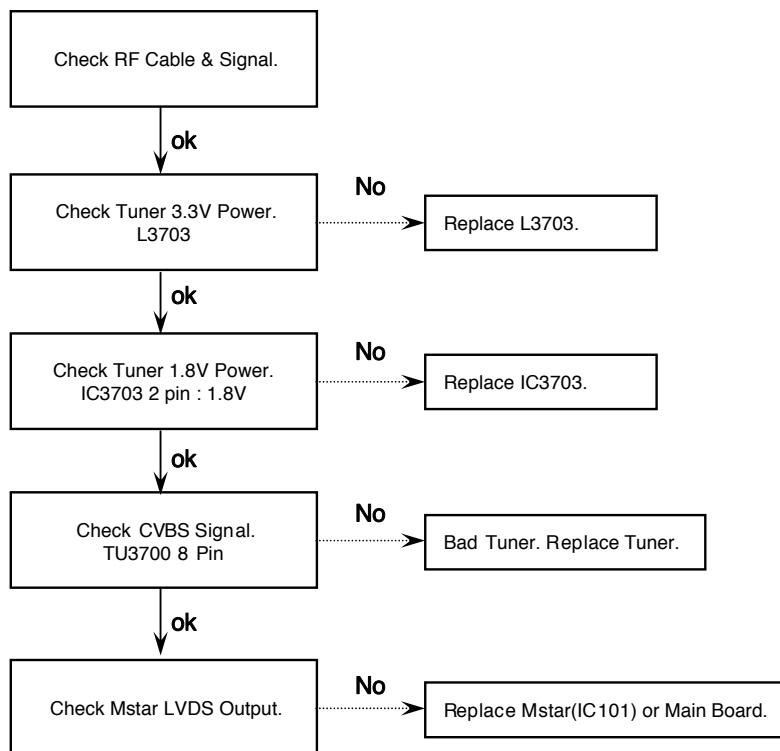 Check RF Cable & Signal.
ok
Check Tuner 3.3V Power.
L3703
No
Replace L3703.
ok
Check Tuner 1.8V Power.
IC3703 2 pin : 1.8V
No
Replace IC3703.
ok
Check CVBS Signal.
TU3700 8 Pin
No
Bad Tuner. Replace Tuner.
ok
Check Mstar LVDS Output.
No
Replace Mstar(IC101) or Main Board.